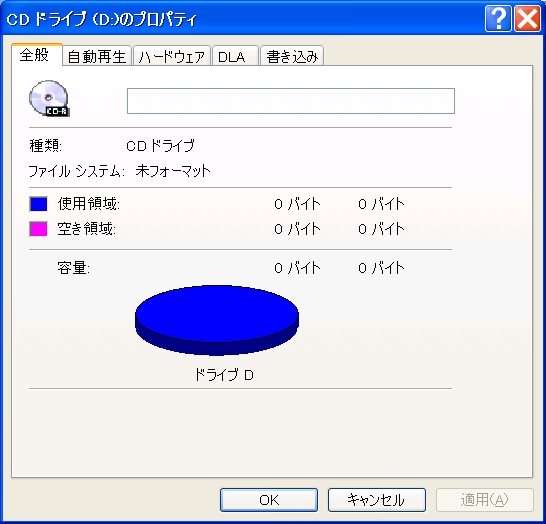 CD ドライブ (D:)のプロパティ
全般 自動再生 ハードウェア DLA 書き込み
CD-R
種類: CD ドライブ
ファイル システム: 未フォーマット
使用領域: 0 バイト 0 バイト
空き領域: 0 バイト 0 バイト
容量: 0 バイト 0 バイト
ドライブ D
OK キャンセル 適用(A)